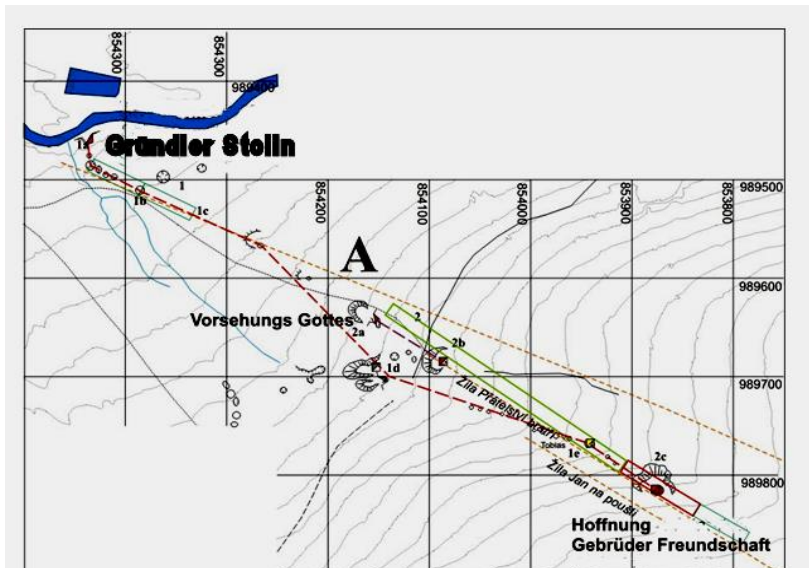 854300
854300
989400
1a
Gründler Stolln
1
1b
1c
989500
854200
854100
854000
853900
853800
A
989600
Vorsehungs Gottes
2
2a
2b
1d
989700
Žíla Přátelství bratří
Tobias
1e
2c
Žíla Jan na poušti
989800
Hoffnung
Gebrüder Freundschaft